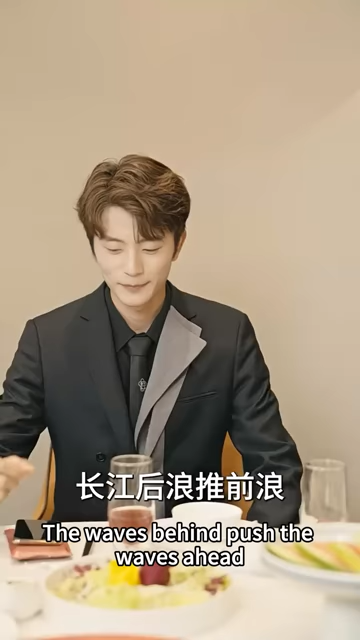 长江后浪推前浪
The waves behind push the
waves ahead